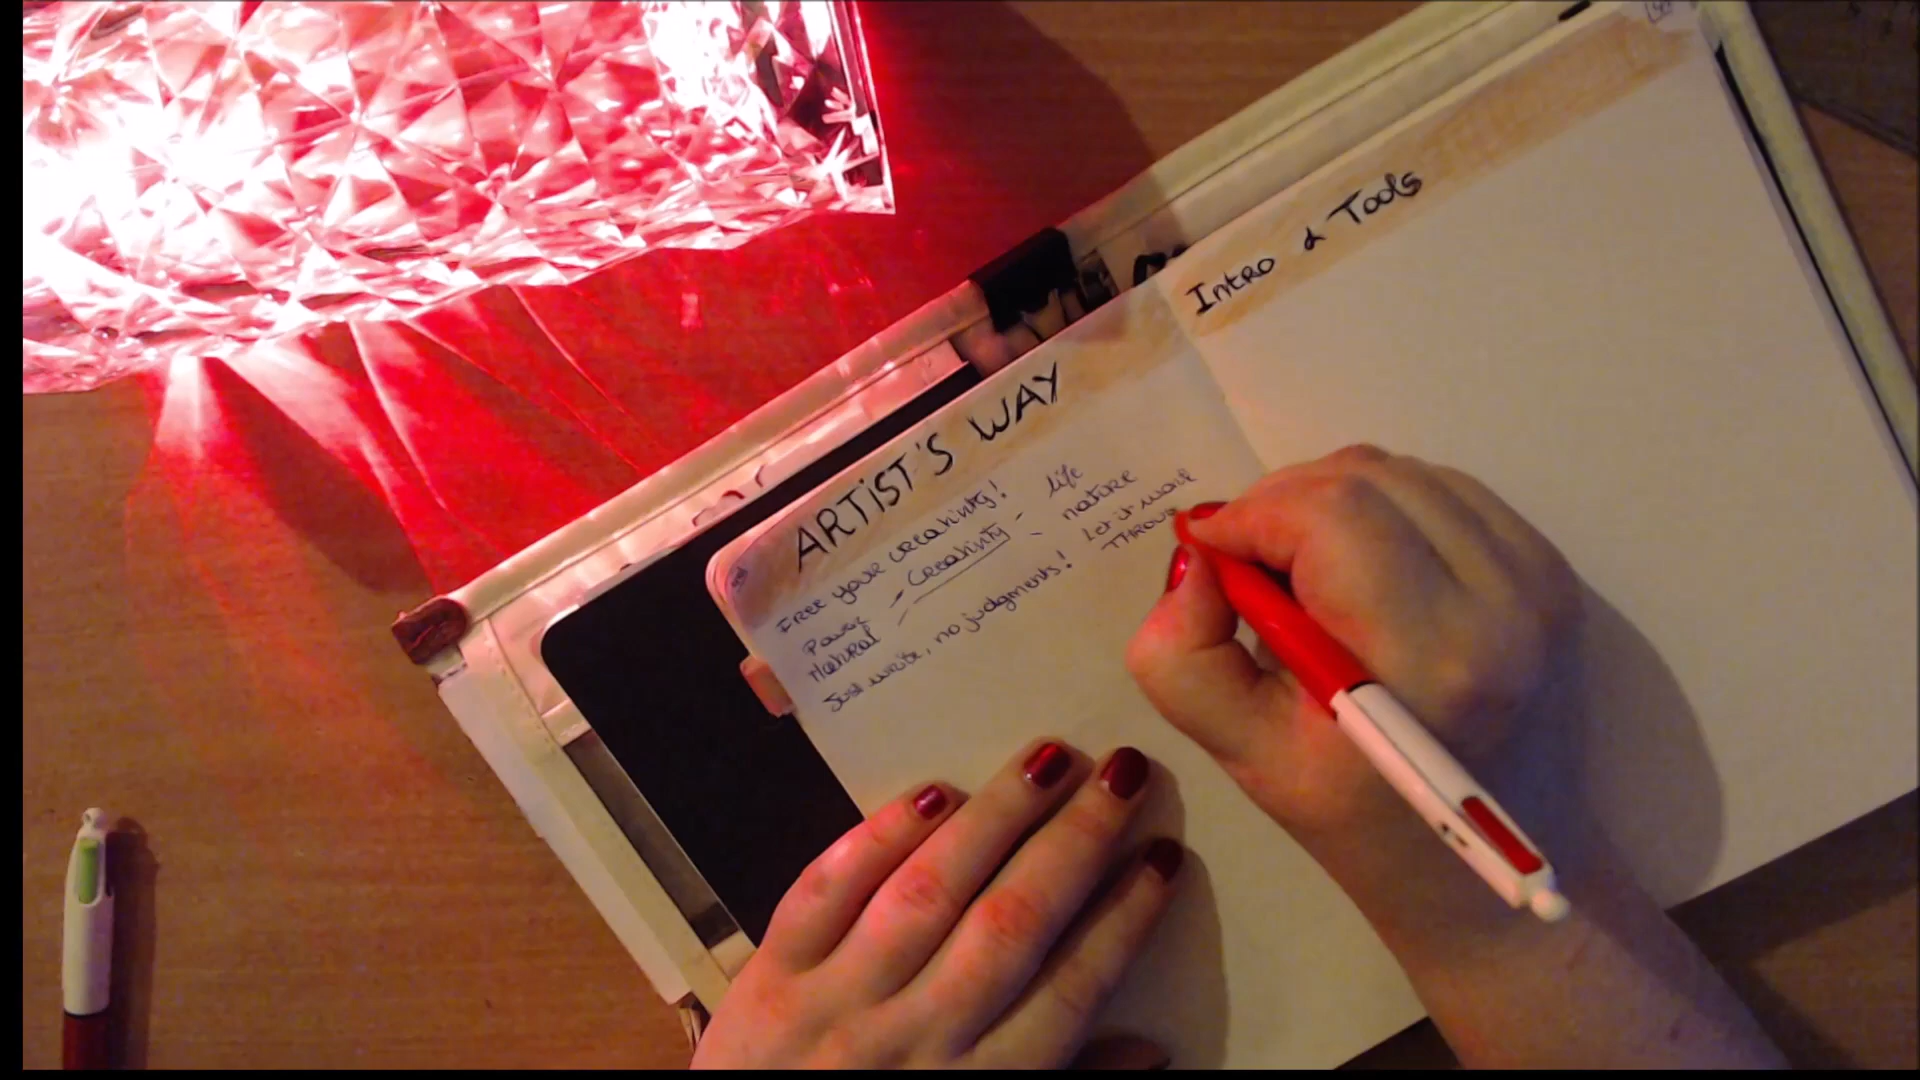 ARTIST'S WAY
Free your creativity!
Power - Creativity - life
Natural - nature
Just write, no judgments! Let it work
THROUG
Intro & Tools